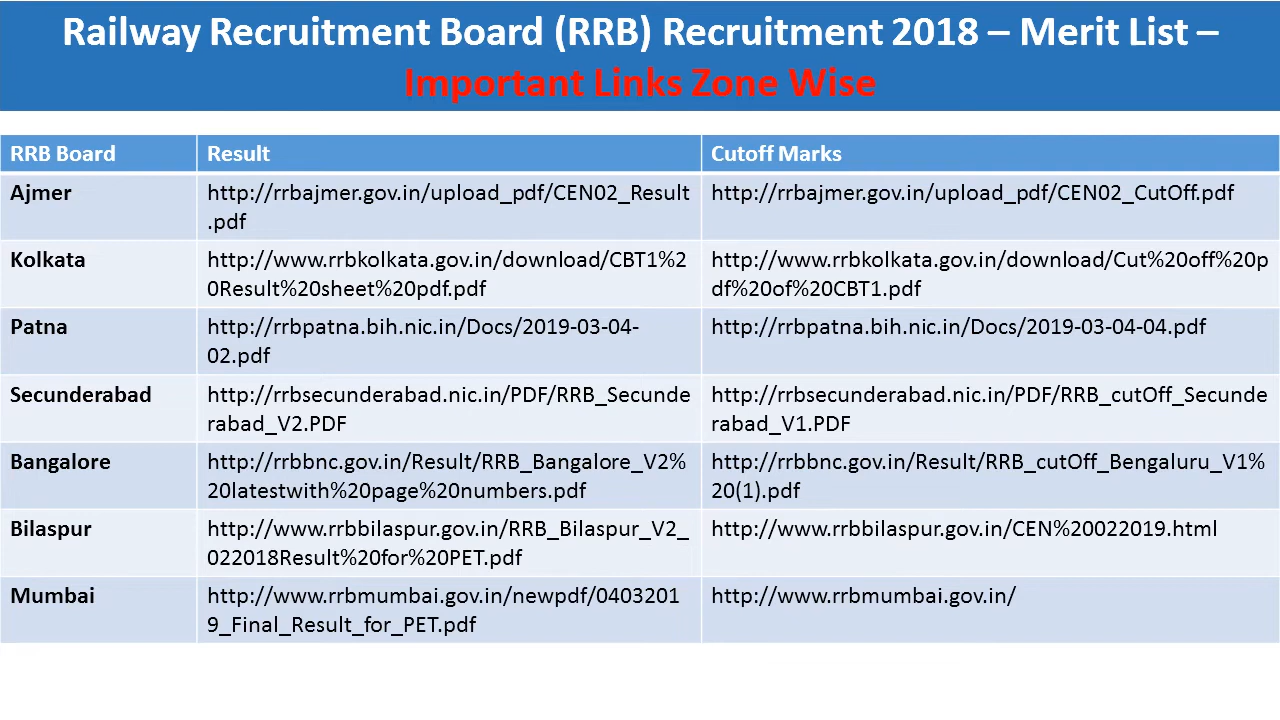 Railway Recruitment Board (RRB) Recruitment 2018 – Merit List –
Important Links Zone Wise
RRB Board Result Cutoff Marks
Ajmer http://rrbajmer.gov.in/upload_pdf/CEN02_Result http://rrbajmer.gov.in/upload_pdf/CEN02_CutOff.pdf
.pdf
Kolkata http://www.rrbkolkata.gov.in/download/CBT1%2 http://www.rrbkolkata.gov.in/download/Cut%20off%20p
0Result%20sheet%20pdf.pdf df%20of%20CBT1.pdf
Patna http://rrbpatna.bih.nic.in/Docs/2019-03-04- http://rrbpatna.bih.nic.in/Docs/2019-03-04-04.pdf
02.pdf
Secunderabad http://rrbsecunderabad.nic.in/PDF/RRB_Secunde http://rrbsecunderabad.nic.in/PDF/RRB_cutOff_Secunde
rabad_V2.PDF rabad_V1.PDF
Bangalore http://rrbbnc.gov.in/Result/RRB_Bangalore_V2% http://rrbbnc.gov.in/Result/RRB_cutOff_Bengaluru_V1%
20latestwith%20page%20numbers.pdf 20(1).pdf
Bilaspur http://www.rrbbilaspur.gov.in/RRB_Bilaspur_V2_ http://www.rrbbilaspur.gov.in/CEN%20022019.html
022018Result%20for%20PET.pdf
Mumbai http://www.rrbmumbai.gov.in/newpdf/0403201 http://www.rrbmumbai.gov.in/
9_Final_Result_for_PET.pdf